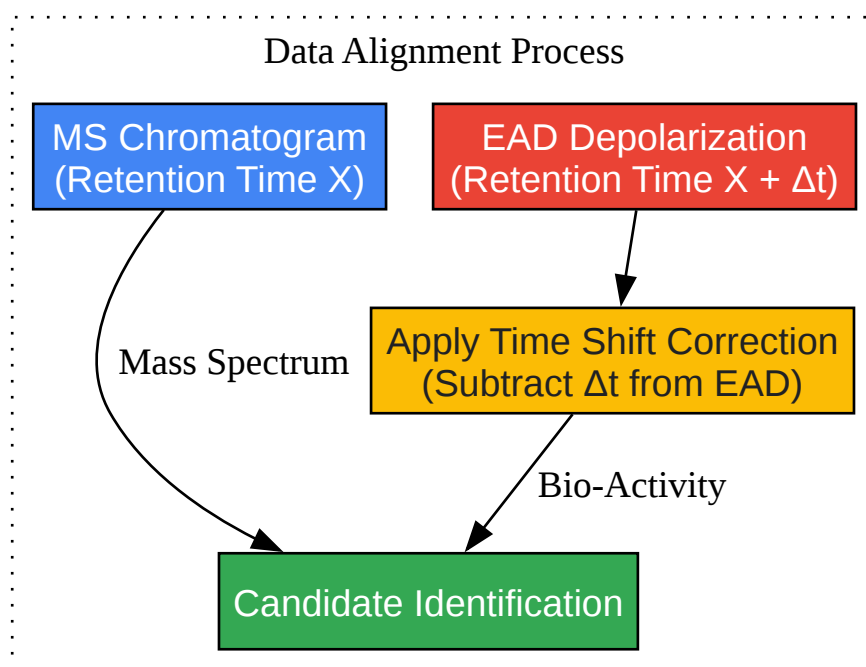 Data Alignment Process
MS Chromatogram
(Retention Time X)
EAD Depolarization
(Retention Time X + Δt)
Apply Time Shift Correction
(Subtract Δt from EAD)
Mass Spectrum
Bio-Activity
Candidate Identification